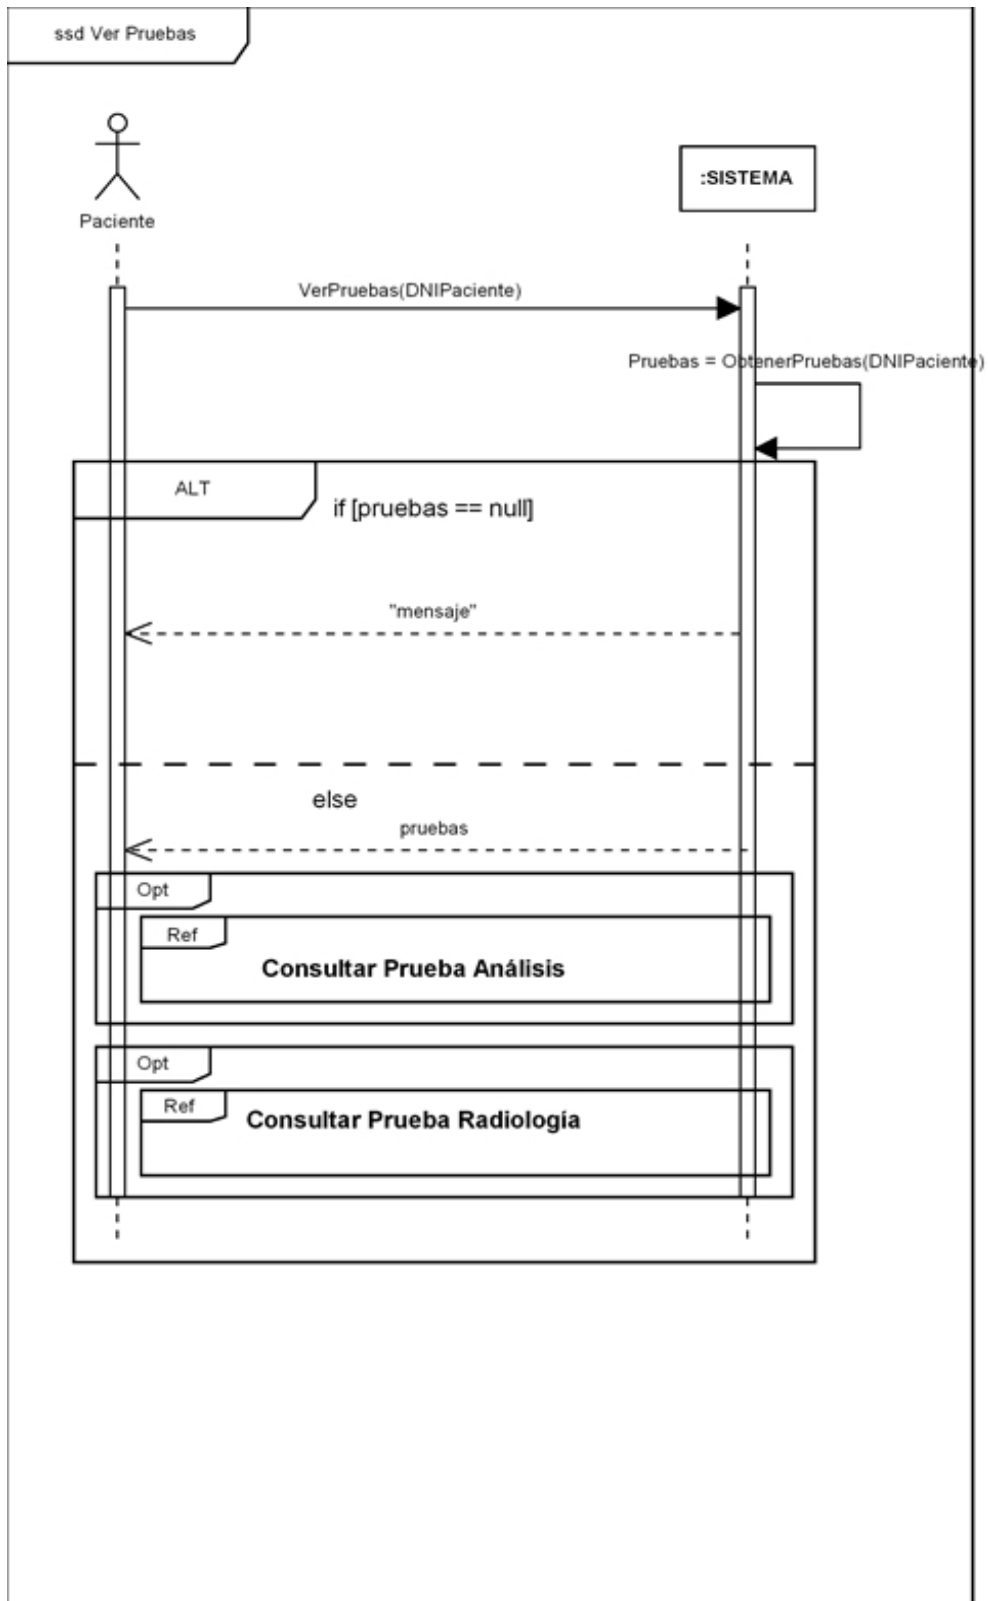 ssd Ver Pruebas
Paciente
:SISTEMA
VerPruebas(DNIPaciente)
Pruebas = ObtenerPruebas(DNIPaciente)
ALT
if [pruebas == null]
"mensaje"
else
pruebas
Opt
Ref
Consultar Prueba Análisis
Opt
Ref
Consultar Prueba Radiología